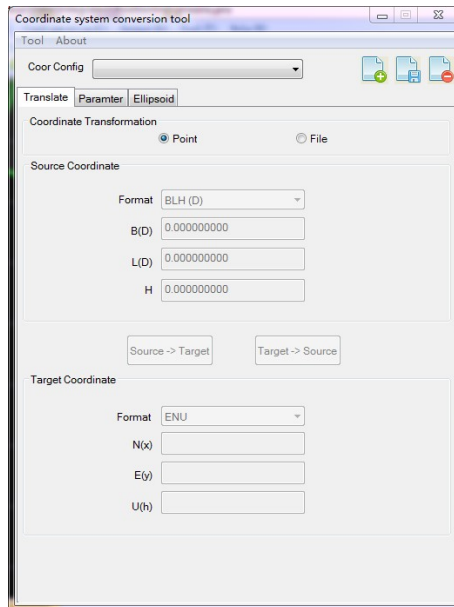 Coordinate system conversion tool
Tool About
Coor Config
Translate Paramter Ellipsoid
Coordinate Transformation
Point File
Source Coordinate
Format BLH (D)
B(D) 0.000000000
L(D) 0.000000000
H 0.000000000
Source -> Target Target -> Source
Target Coordinate
Format ENU
N(x)
E(y)
U(h)